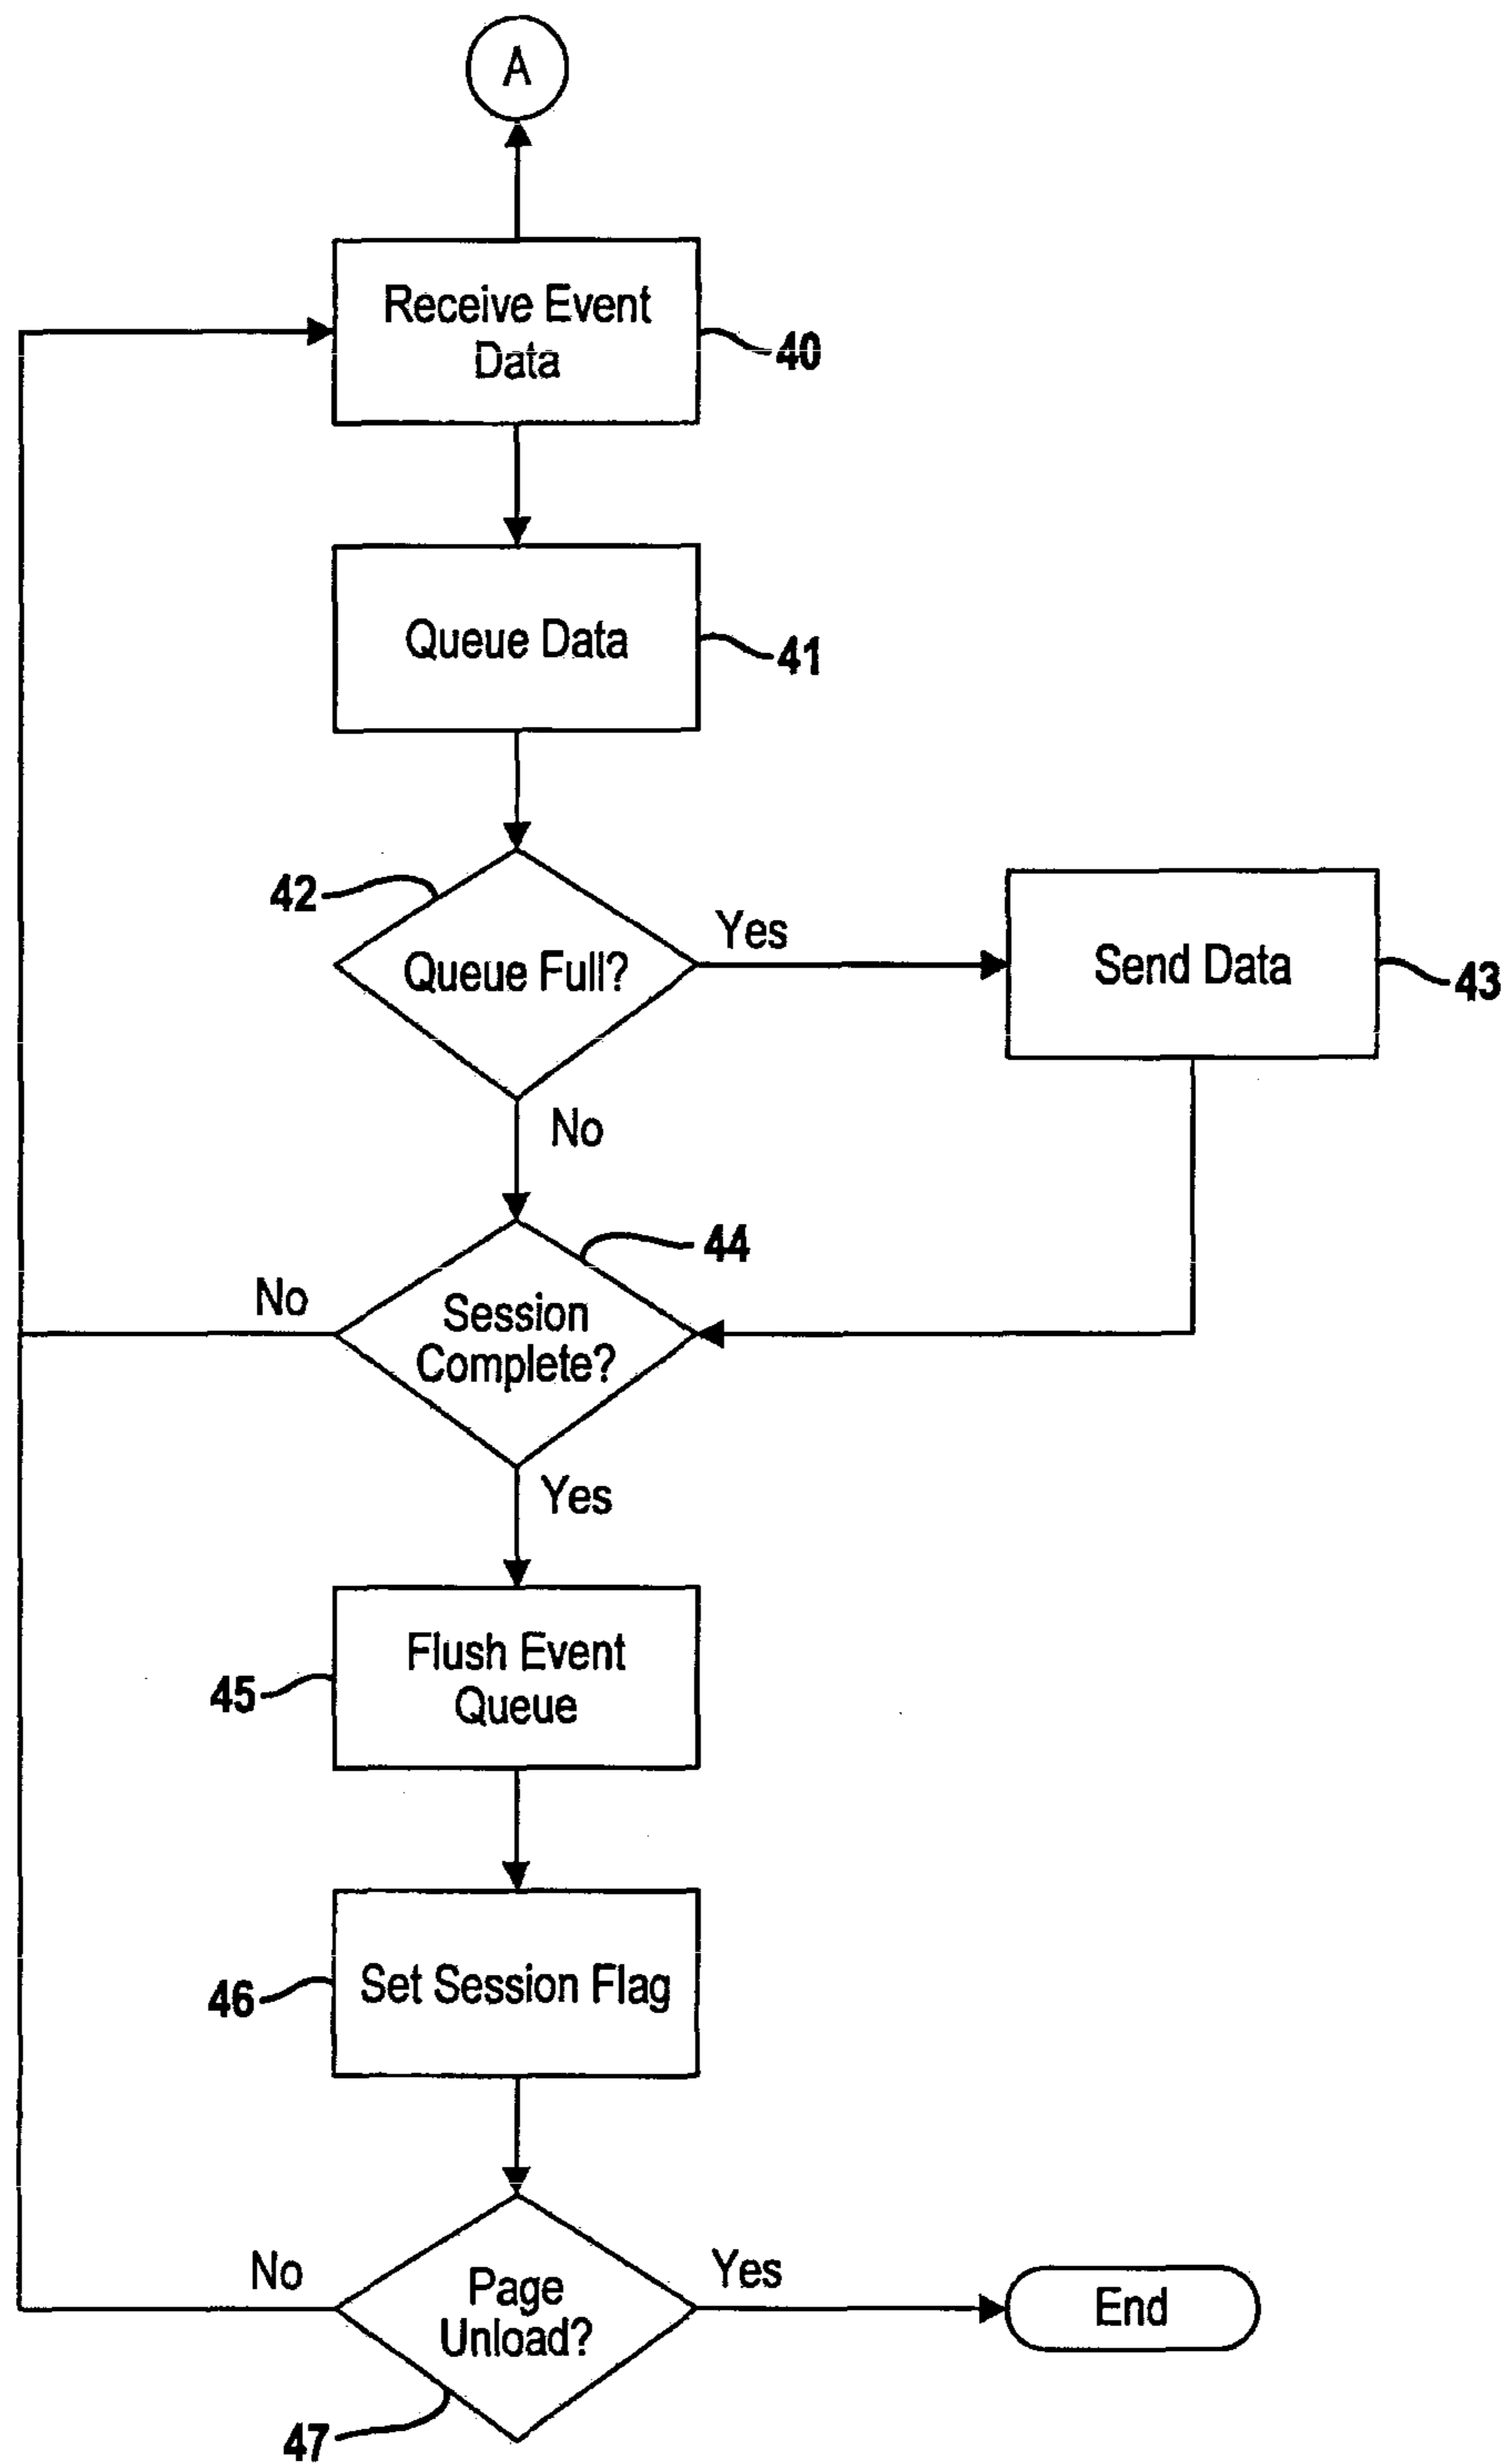 A
Receive Event
Data
40
Queue Data
41
42
Queue Full?
Yes
Send Data
43
No
44
No
Session
Complete?
Yes
45
Flush Event
Queue
46
Set Session Flag
No
Page
Unload?
Yes
End
47